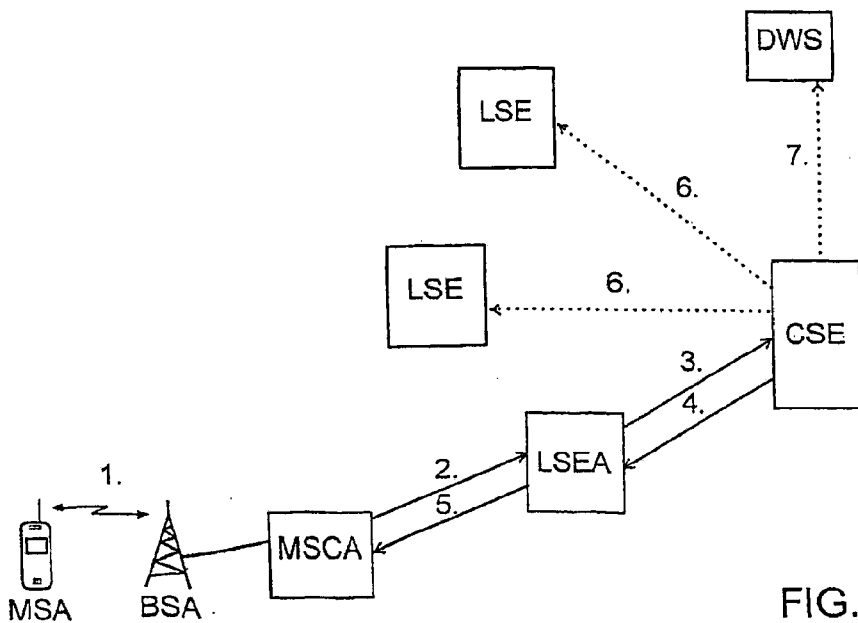 DWS
LSE
7.
6.
LSE
6.
CSE
3.
4.
LSEA
1.
2.
5.
MSCA
MSA
BSA
FIG.